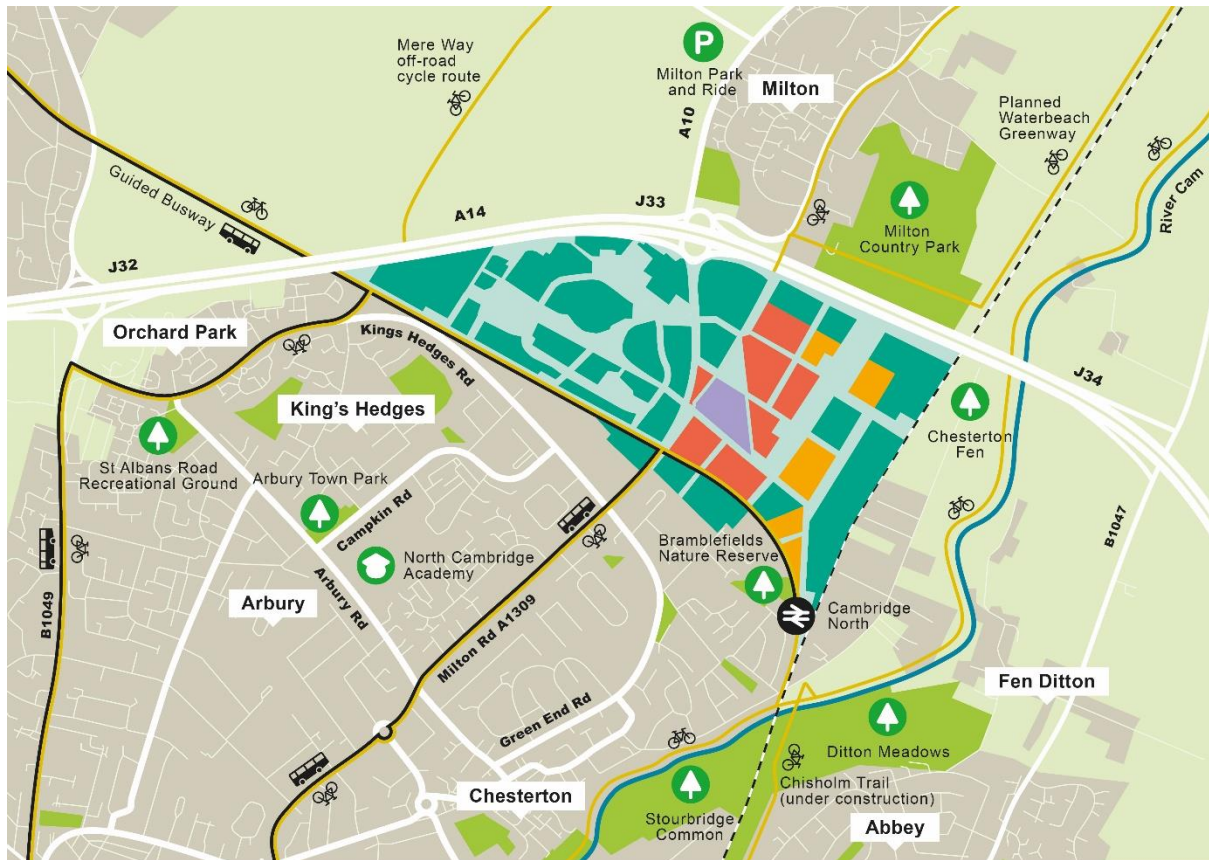 Mere Way
off-road
cycle route
P
Milton Park
and Ride
Milton
A10
Planned
Waterbeach
Greenway
River Cam
Guided Busway
A14
J33
J32
Milton
Country Park
Orchard Park
Kings Hedges Rd
J34
King's Hedges
Chesterton
Fen
St Albans Road
Recreational Ground
Arbury Town Park
Campkin Rd
B1047
Bramblefields
Nature Reserve
North Cambridge
Academy
B1049
Arbury
Arbury Rd
Milton Rd A1309
Cambridge
North
Fen Ditton
Green End Rd
Ditton Meadows
Chisholm Trail
(under construction)
Chesterton
Stourbridge
Common
Abbey